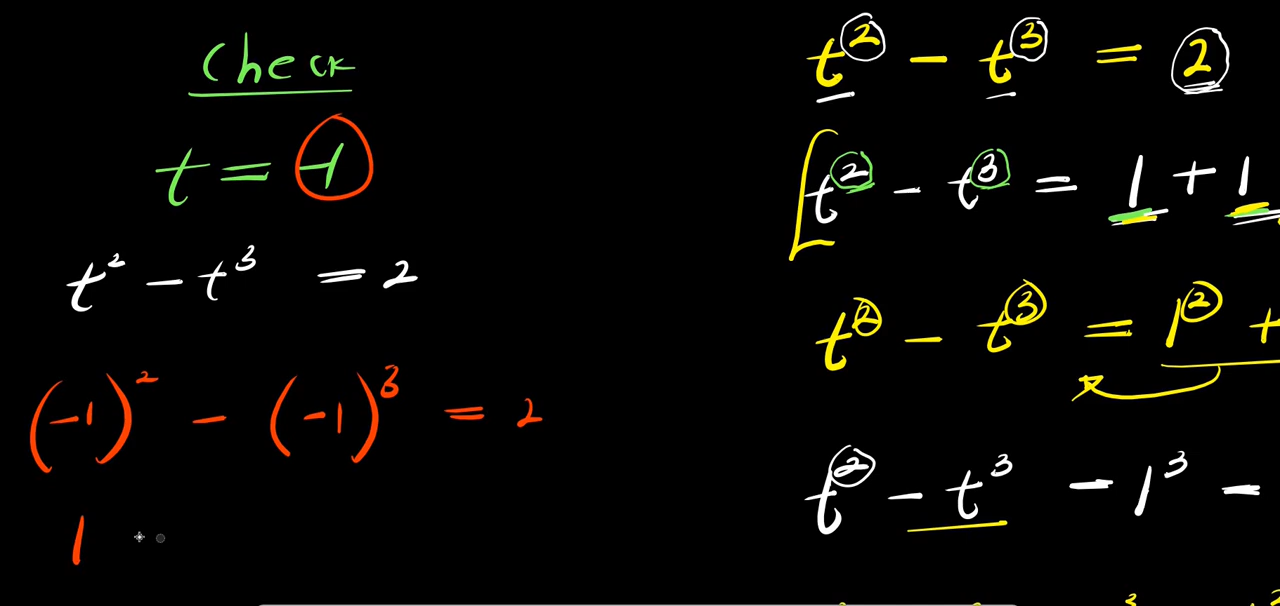 Check
t = -1
t² - t³ = 2
(-1)² - (-1)³ = 2
1
t² - t³ = 2
[t² - t³ = 1 + 1
t² - t³ = 1² +
t² - t³ - 1³ -